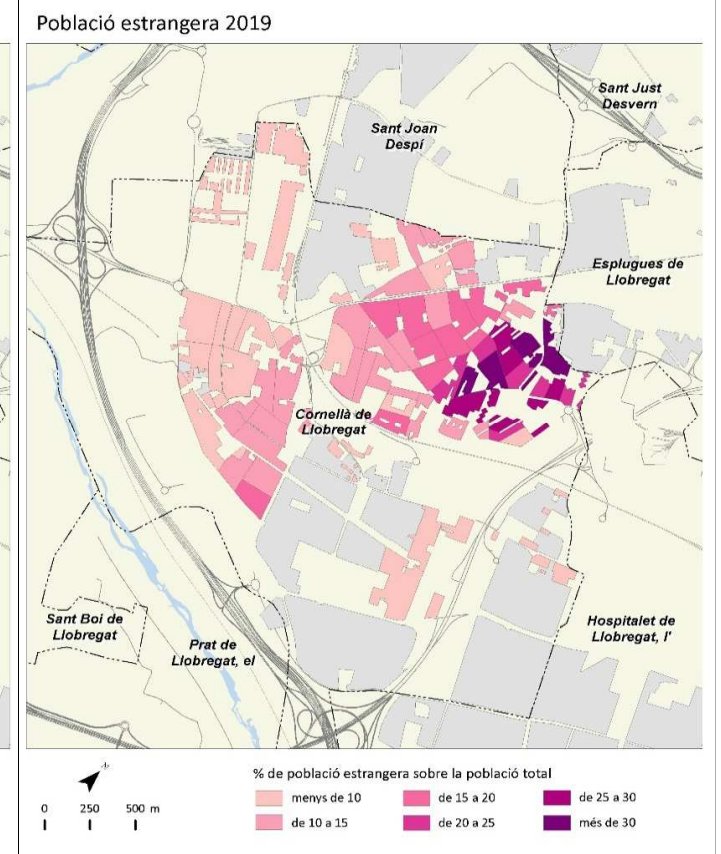 Població estrangera 2019
Sant Just
Desvern
Sant Joan
Despí
Esplugues de
Llobregat
Cornellà de
Llobregat
Sant Boi de
Llobregat
Prat de
Llobregat, el
Hospitalet de
Llobregat, l'
% de població estrangera sobre la població total
menys de 10
de 15 a 20
de 25 a 30
de 10 a 15
de 20 a 25
més de 30
0 250 500 m